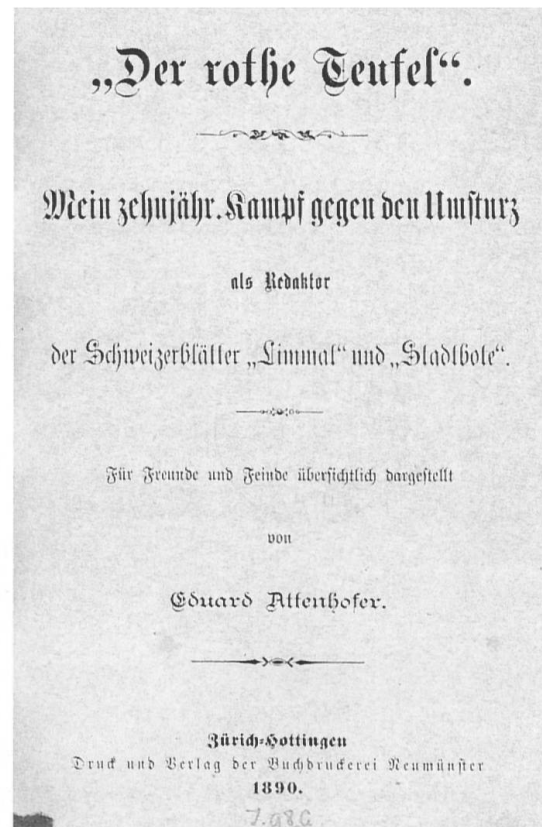 „Der rothe Teufel“.
Mein zehnjähr. Kampf gegen den Umsturz
als Redaktor
der Schweizerblätter „Limmat“ und „Stadtbote“.
Für Freunde und Feinde übersichtlich dargestellt
von
Eduard Attenhofer.
Zürich-Hottingen
Druck und Verlag der Buchdruckerei Neumünster
1890.